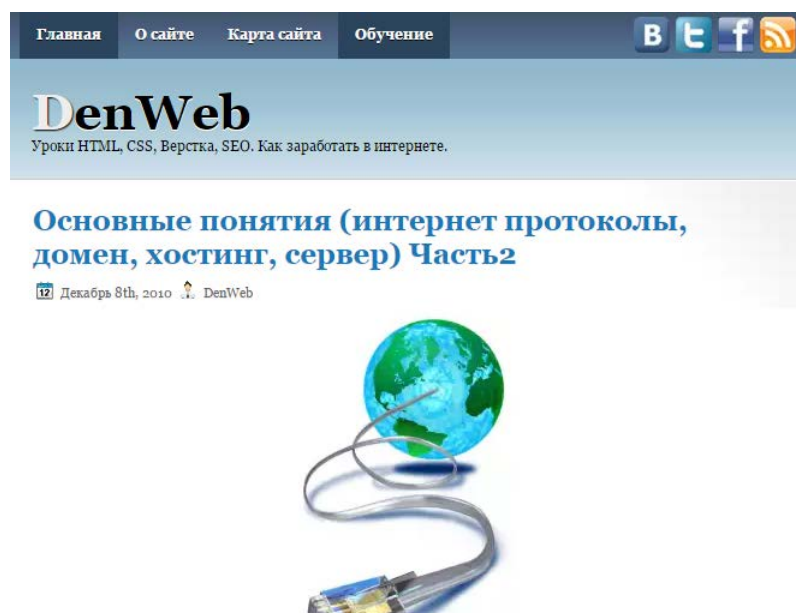 Главная О сайте Карта сайта Обучение
DenWeb
Уроки HTML, CSS, Верстка, SEO. Как заработать в интернете.
Основные понятия (интернет протоколы,
домен, хостинг, сервер) Часть2
12 Декабрь 8th, 2010 DenWeb